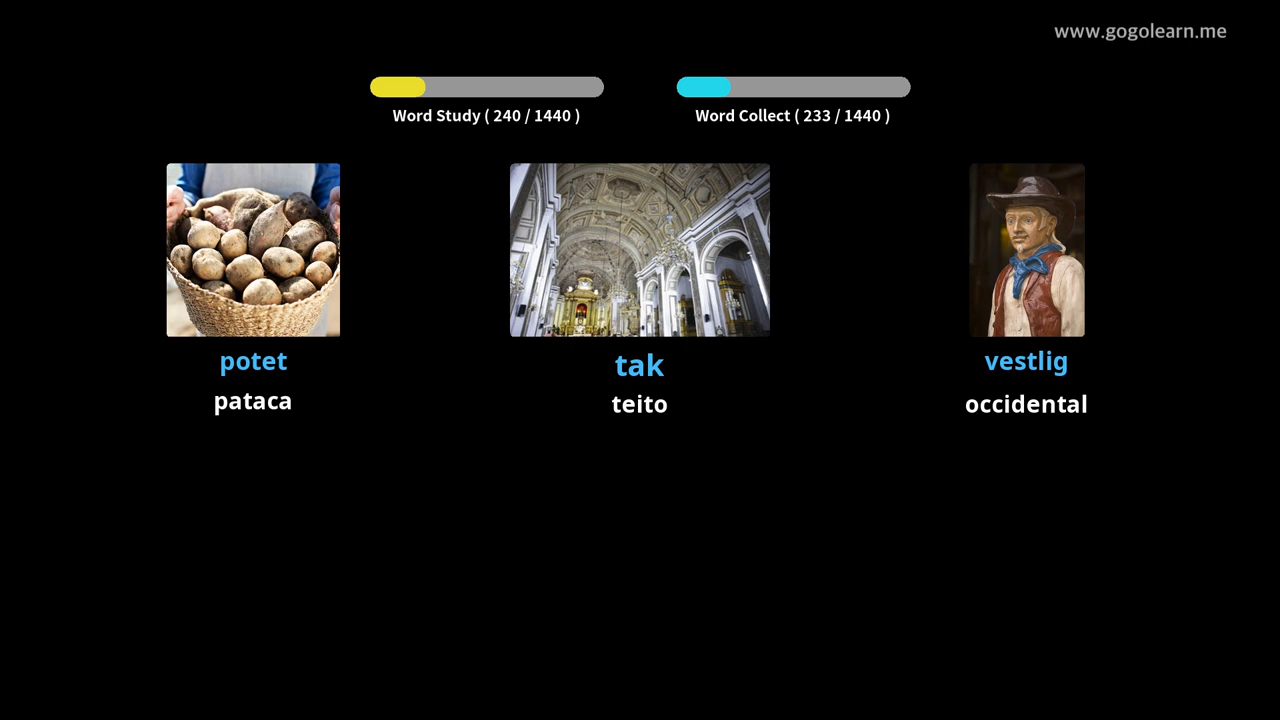 www.gogolearn.me
Word Study ( 240 / 1440 )
Word Collect ( 233 / 1440 )
potet
tak
vestlig
pataca
teito
occidental